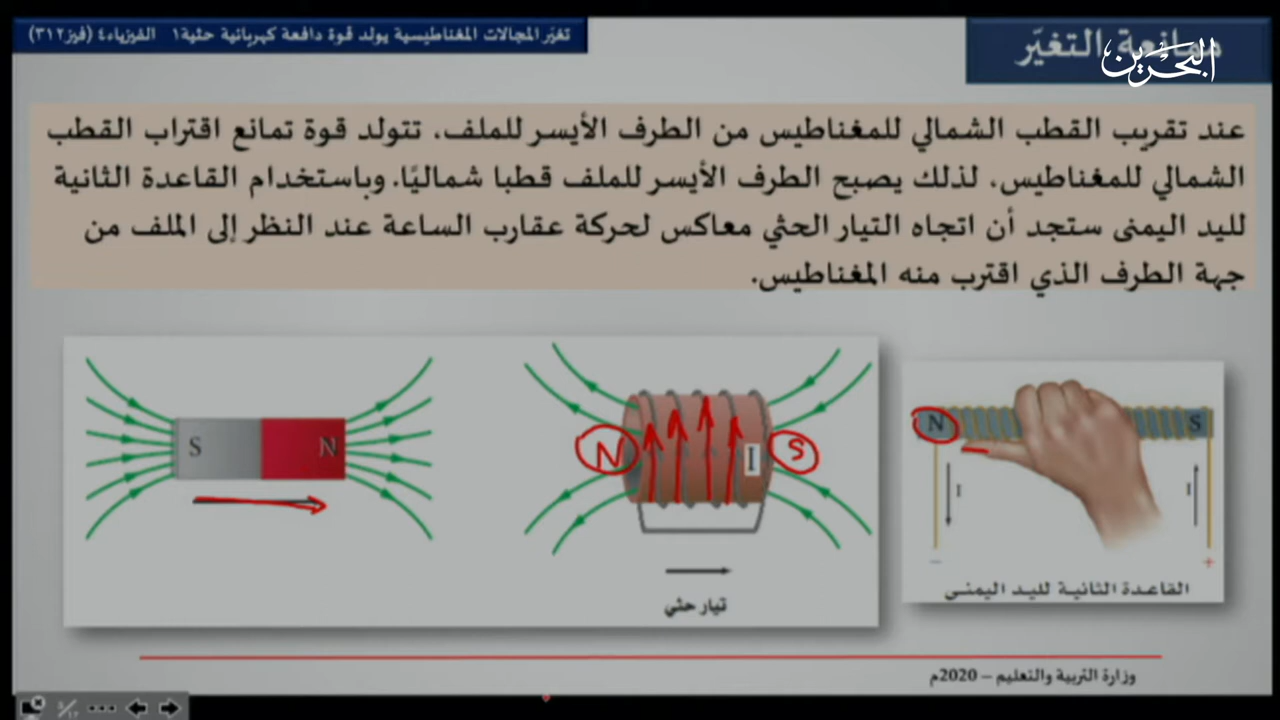 ممانعة التغيّر
البحرين
تغيّر المجالات المغناطيسية يولد قوة دافعة كهربائية حثية١ الفيزياء٤ (فيز٣١٢)
عند تقريب القطب الشمالي للمغناطيس من الطرف الأيسر للملف، تتولد قوة تمانع اقتراب القطب
الشمالي للمغناطيس، لذلك يصبح الطرف الأيسر للملف قطبا شماليًا. وباستخدام القاعدة الثانية
لليد اليمنى ستجد أن اتجاه التيار الحثي معاكس لحركة عقارب الساعة عند النظر إلى الملف من
جهة الطرف الذي اقترب منه المغناطيس.
S N
N I S
تيار حثي
N S
I I
− +
القاعدة الثانية لليد اليمنى
وزارة التربية والتعليم – 2020م